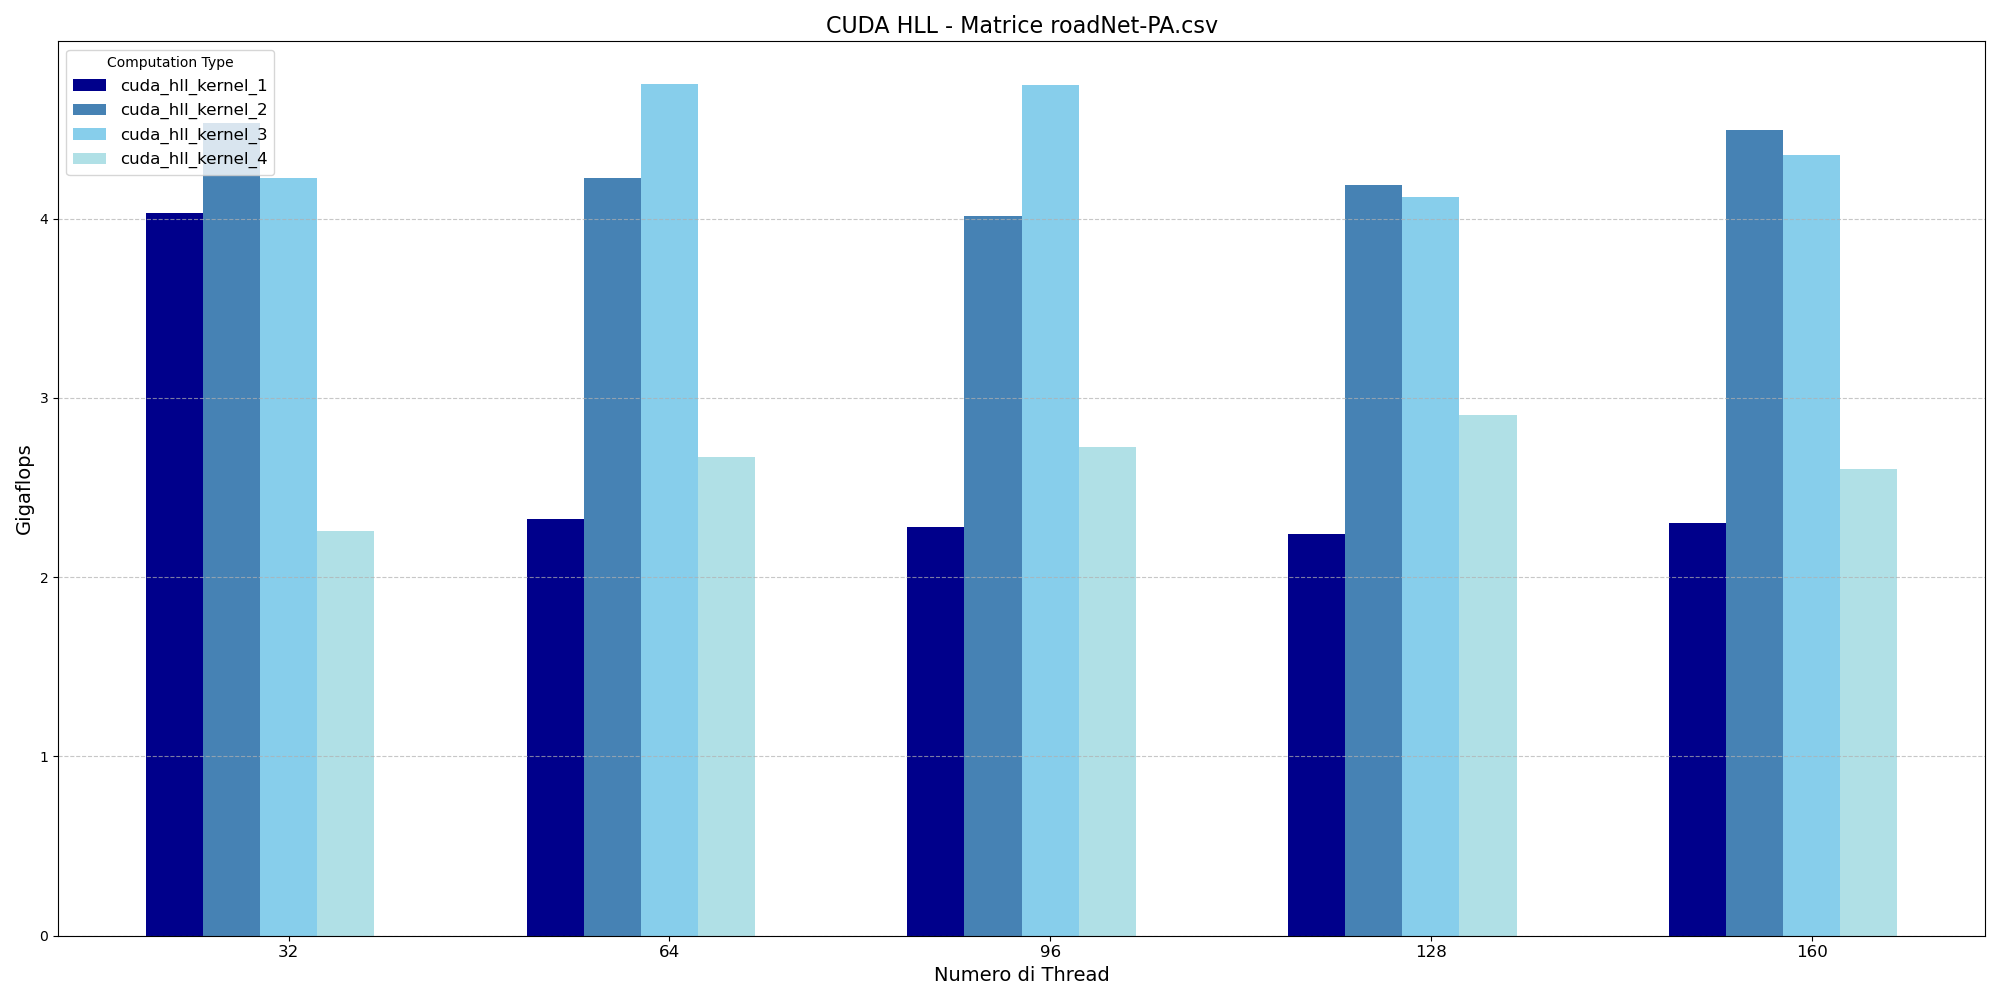 CUDA HLL - Matrice roadNet-PA.csv
Computation Type
cuda_hll_kernel_1
cuda_hll_kernel_2
cuda_hll_kernel_3
cuda_hll_kernel_4
Gigaflops
4
3
2
1
0
32 64 96 128 160
Numero di Thread